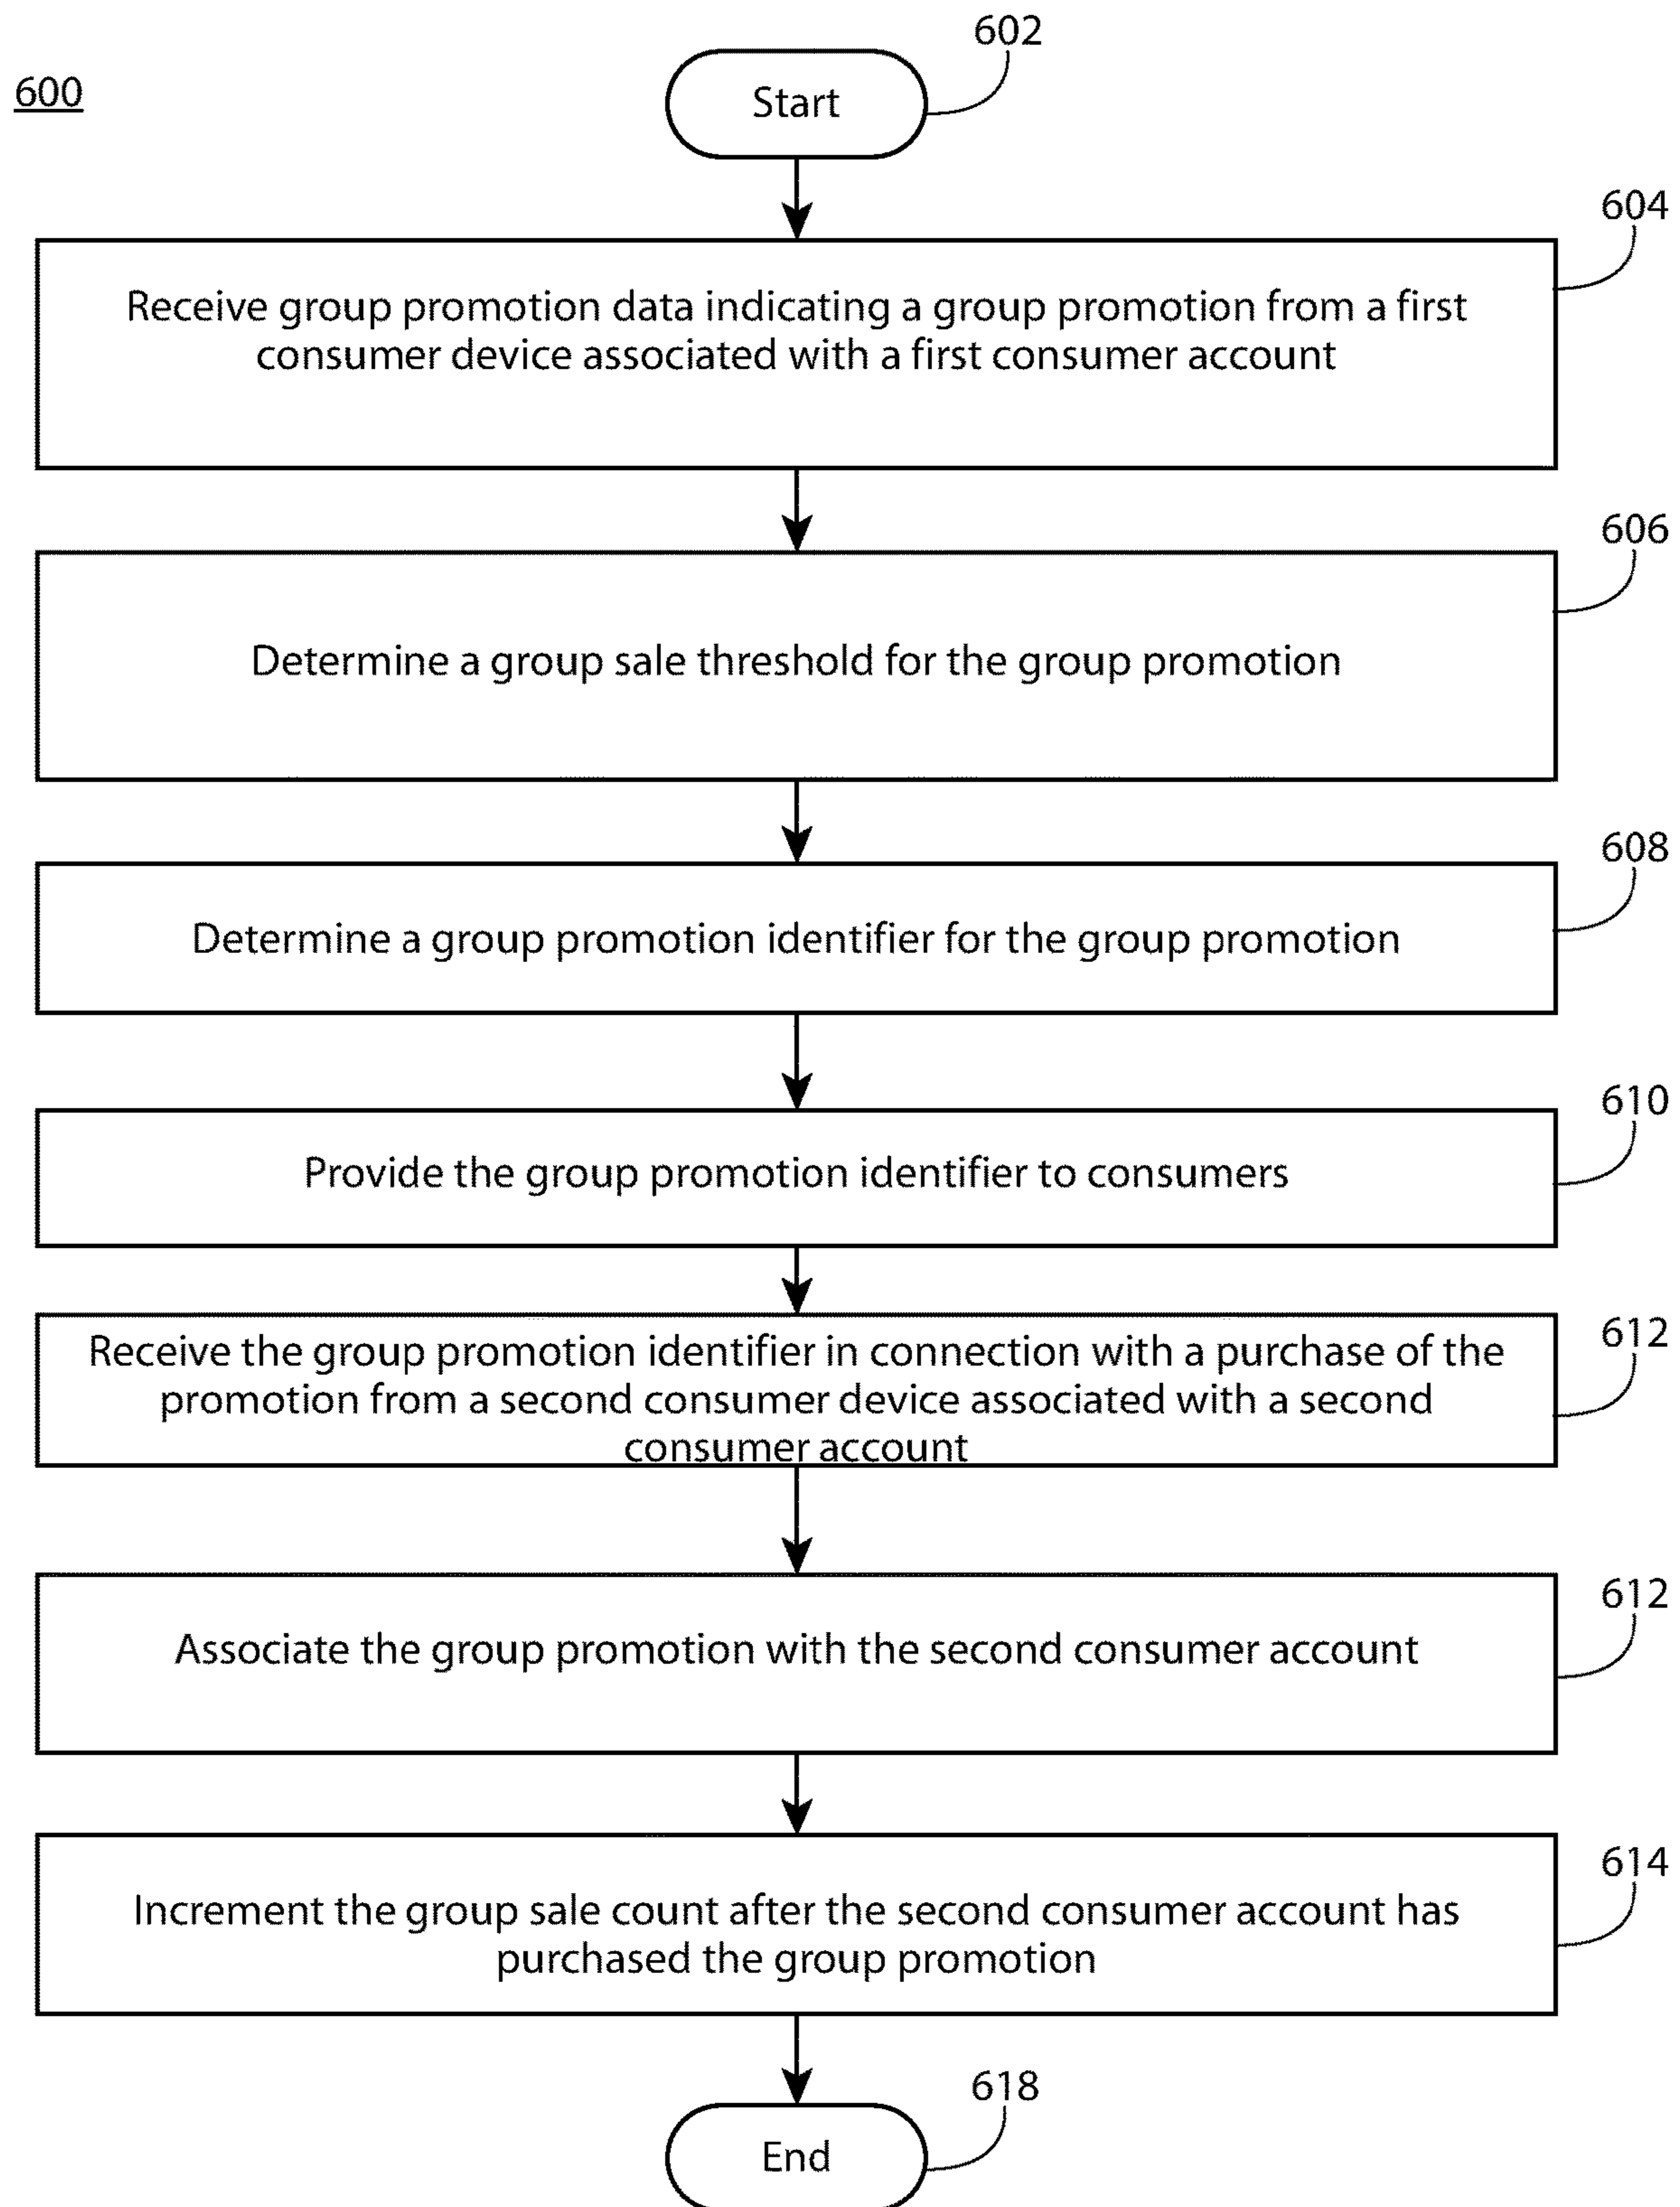 602
600
Start
604
Receive group promotion data indicating a group promotion from a first
consumer device associated with a first consumer account
606
Determine a group sale threshold for the group promotion
608
Determine a group promotion identifier for the group promotion
610
Provide the group promotion identifier to consumers
612
Receive the group promotion identifier in connection with a purchase of the
promotion from a second consumer device associated with a second
consumer account
612
Associate the group promotion with the second consumer account
614
Increment the group sale count after the second consumer account has
purchased the group promotion
618
End